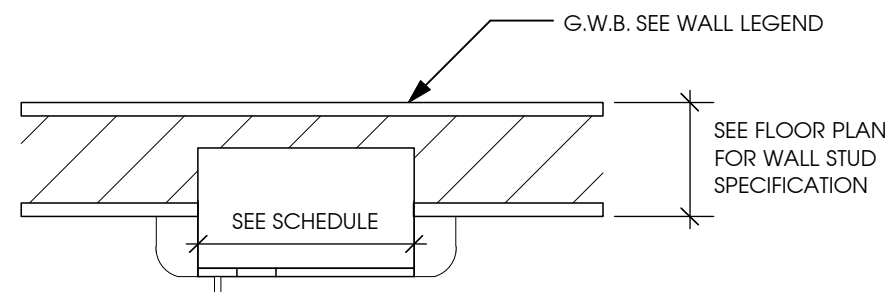 G.W.B. SEE WALL LEGEND
SEE FLOOR PLAN
FOR WALL STUD
SPECIFICATION
SEE SCHEDULE